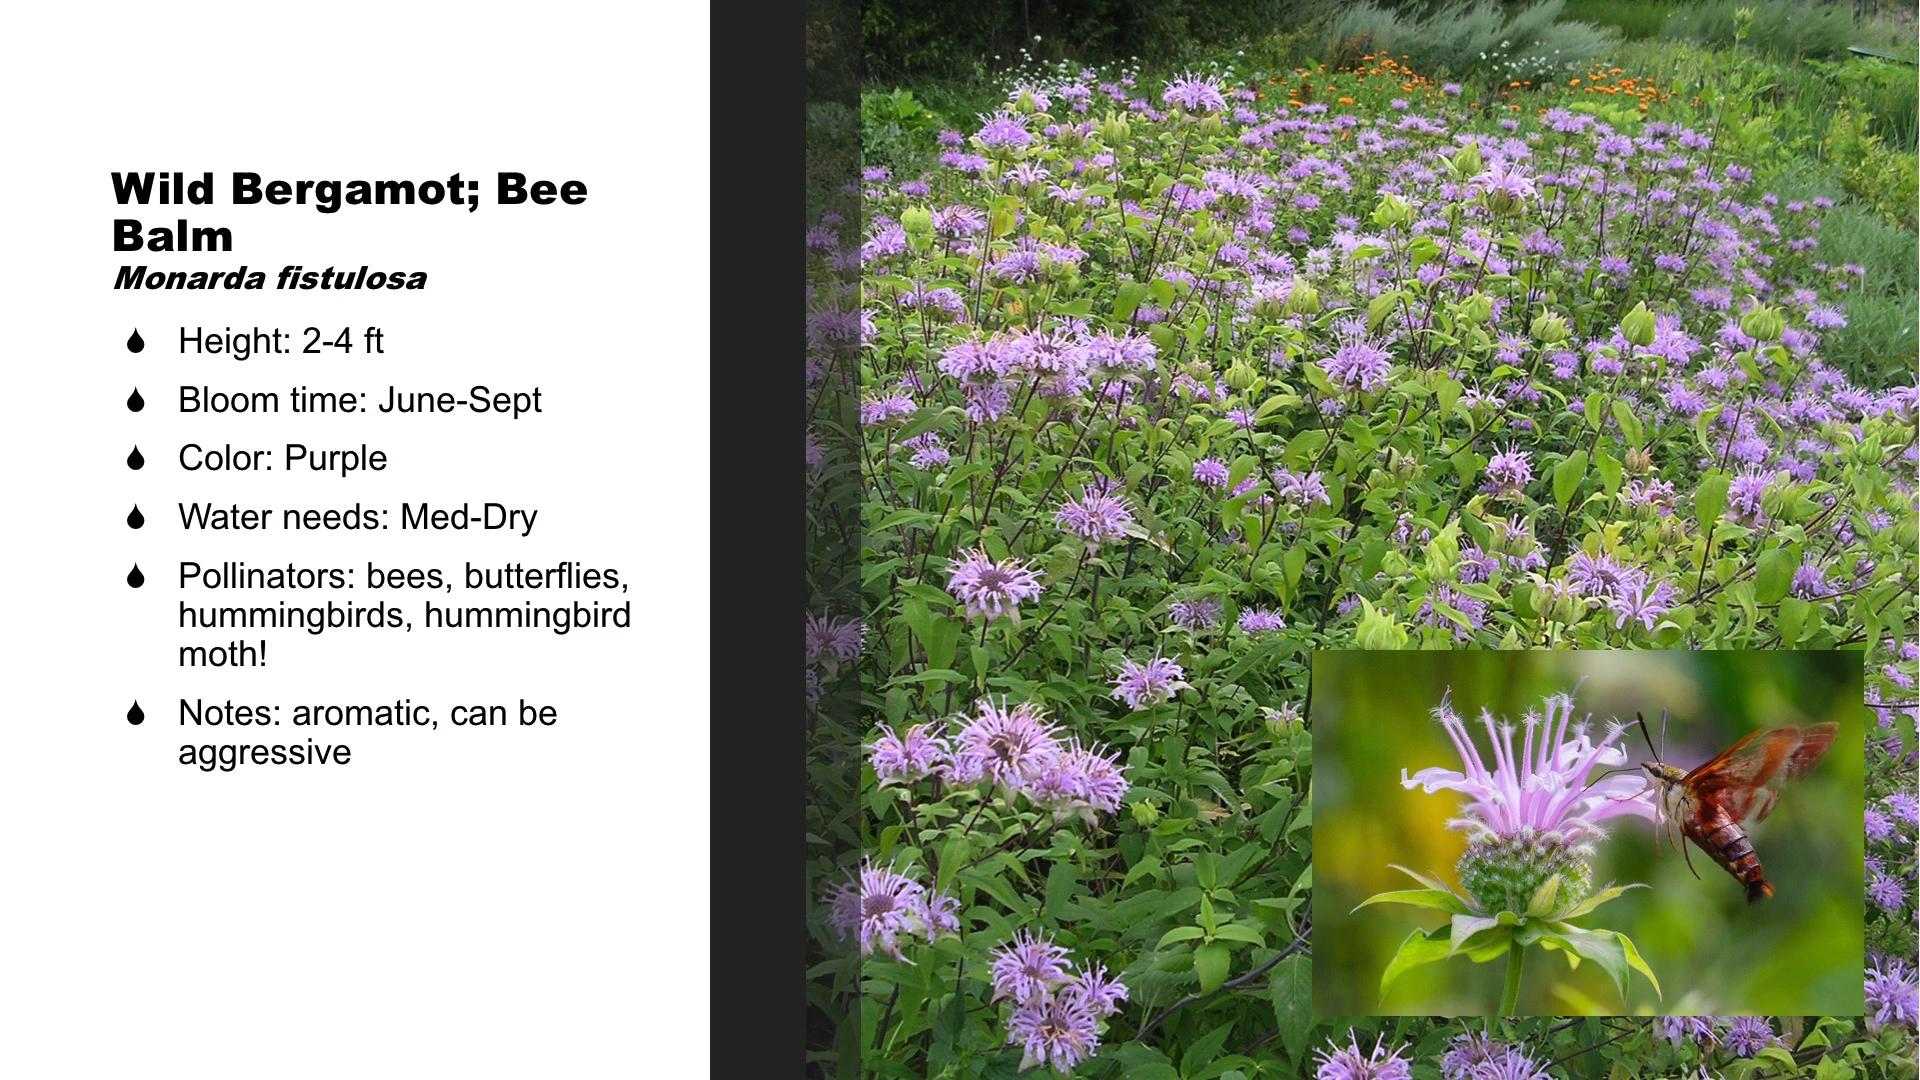 Wild Bergamot; Bee
Balm
Monarda fistulosa
Height: 2-4 ft
Bloom time: June-Sept
Color: Purple
Water needs: Med-Dry
Pollinators: bees, butterflies,
hummingbirds, hummingbird
moth!
Notes: aromatic, can be
aggressive